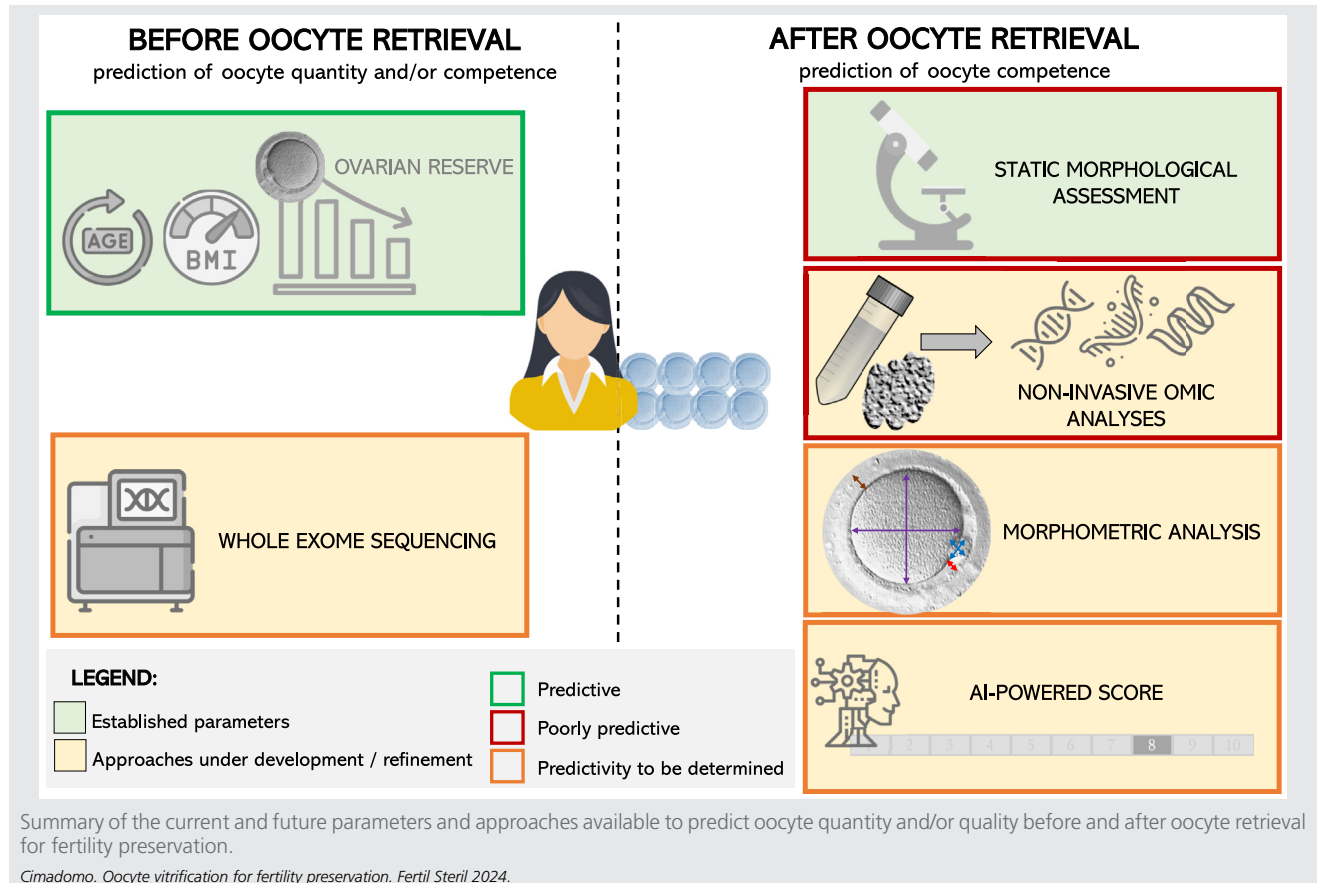 BEFORE OOCYTE RETRIEVAL
prediction of oocyte quantity and/or competence
OVARIAN RESERVE
AGE
BMI
WHOLE EXOME SEQUENCING
AFTER OOCYTE RETRIEVAL
prediction of oocyte competence
STATIC MORPHOLOGICAL
ASSESSMENT
NON-INVASIVE OMIC
ANALYSES
MORPHOMETRIC ANALYSIS
AI-POWERED SCORE
2 3 4 5 6 7 8 9 10
LEGEND:
Established parameters
Approaches under development / refinement
Predictive
Poorly predictive
Predictivity to be determined
Summary of the current and future parameters and approaches available to predict oocyte quantity and/or quality before and after oocyte retrieval
for fertility preservation.
Cimadomo. Oocyte vitrification for fertility preservation. Fertil Steril 2024.